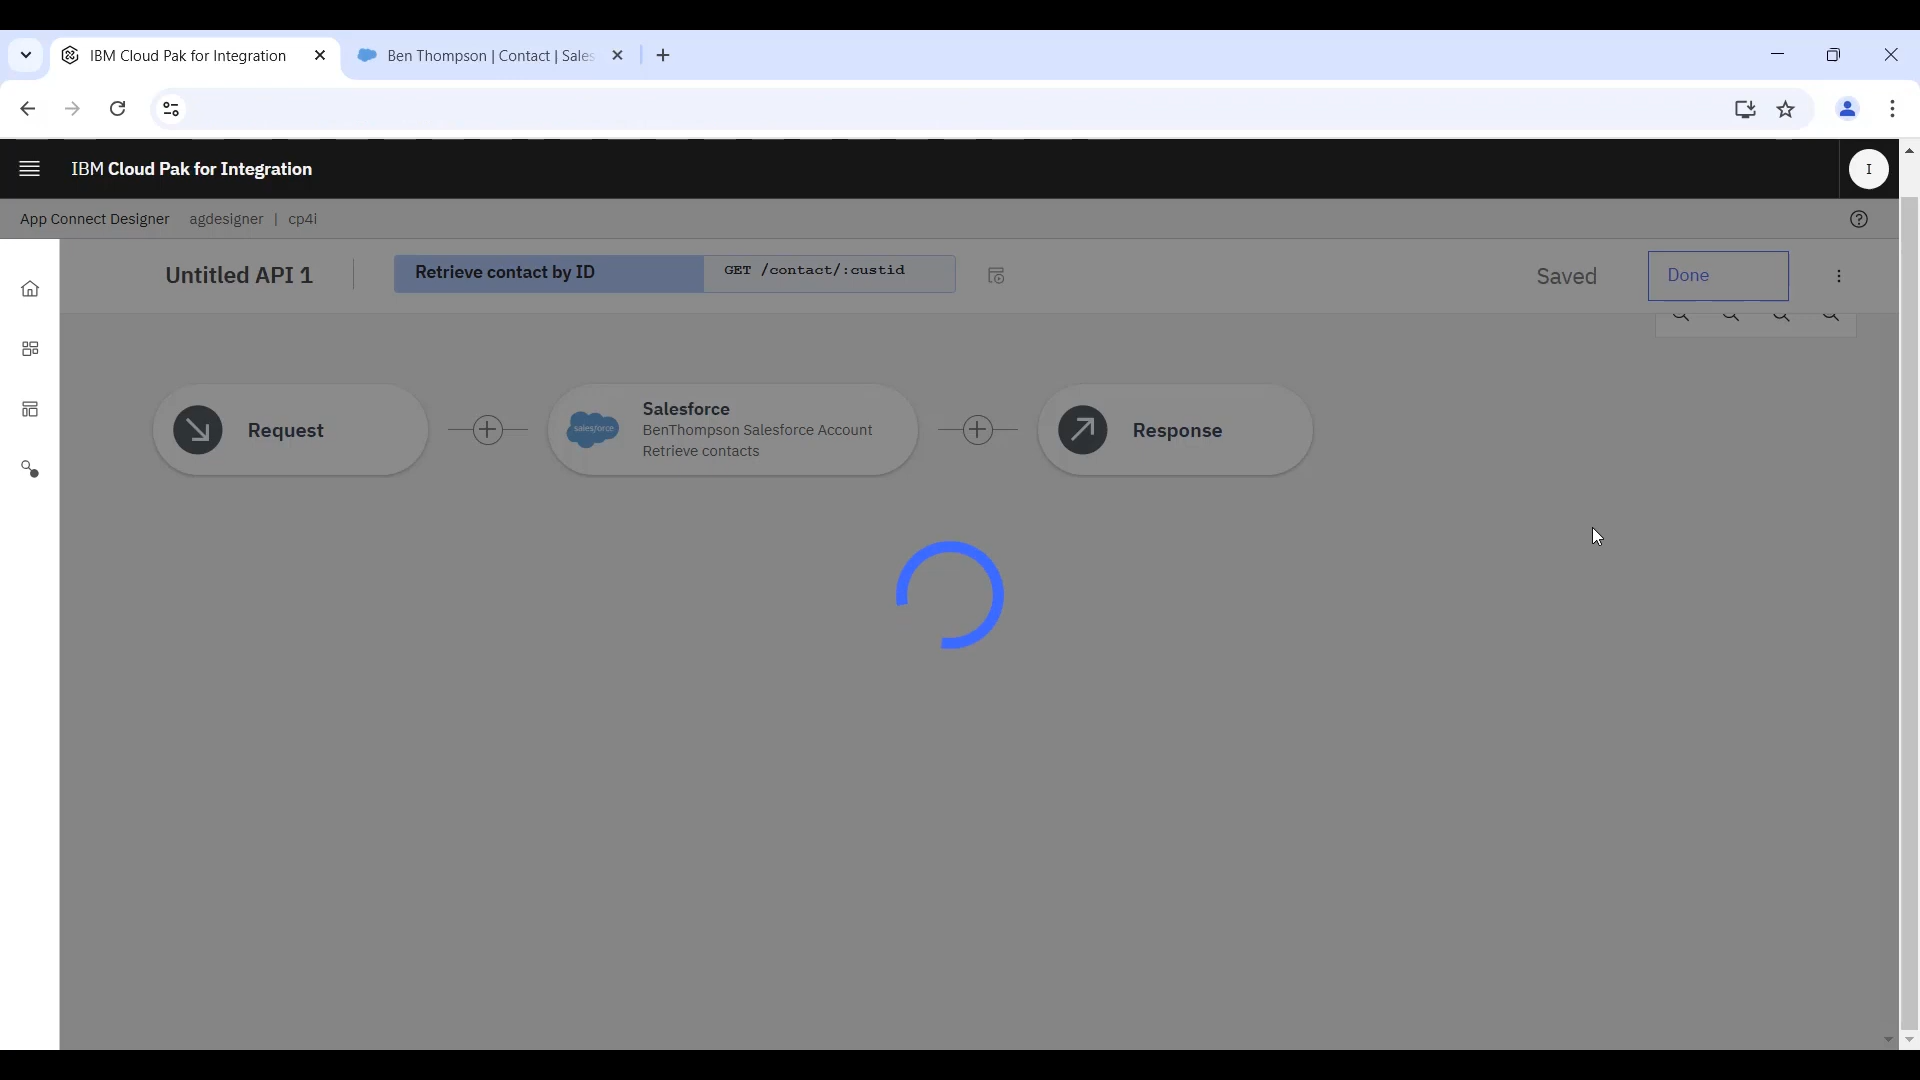 IBM Cloud Pak for Integration
Ben Thompson | Contact | Sales
IBM Cloud Pak for Integration
I
App Connect Designer agdesigner | cp4i
Untitled API 1
Retrieve contact by ID
GET /contact/:custid
Saved
Done
Request
salesforce
Salesforce
BenThompson Salesforce Account
Retrieve contacts
Response